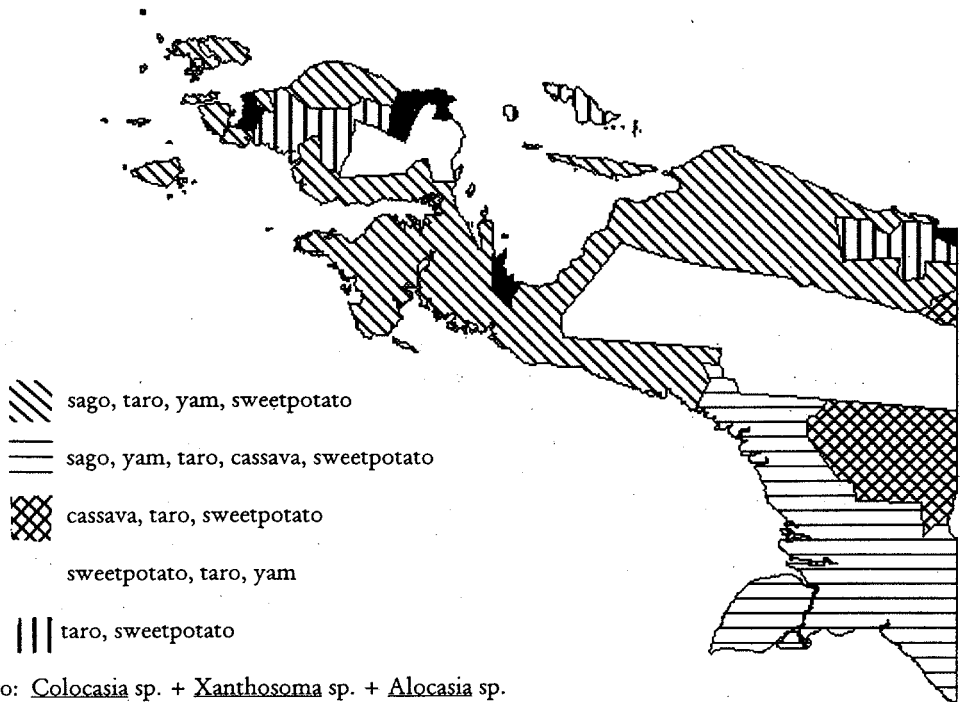 sago, taro, yam, sweetpotato
sago, yam, taro, cassava, sweetpotato
cassava, taro, sweetpotato
sweetpotato, taro, yam
taro, sweetpotato
o: Colocasia sp. + Xanthosoma sp. + Alocasia sp.